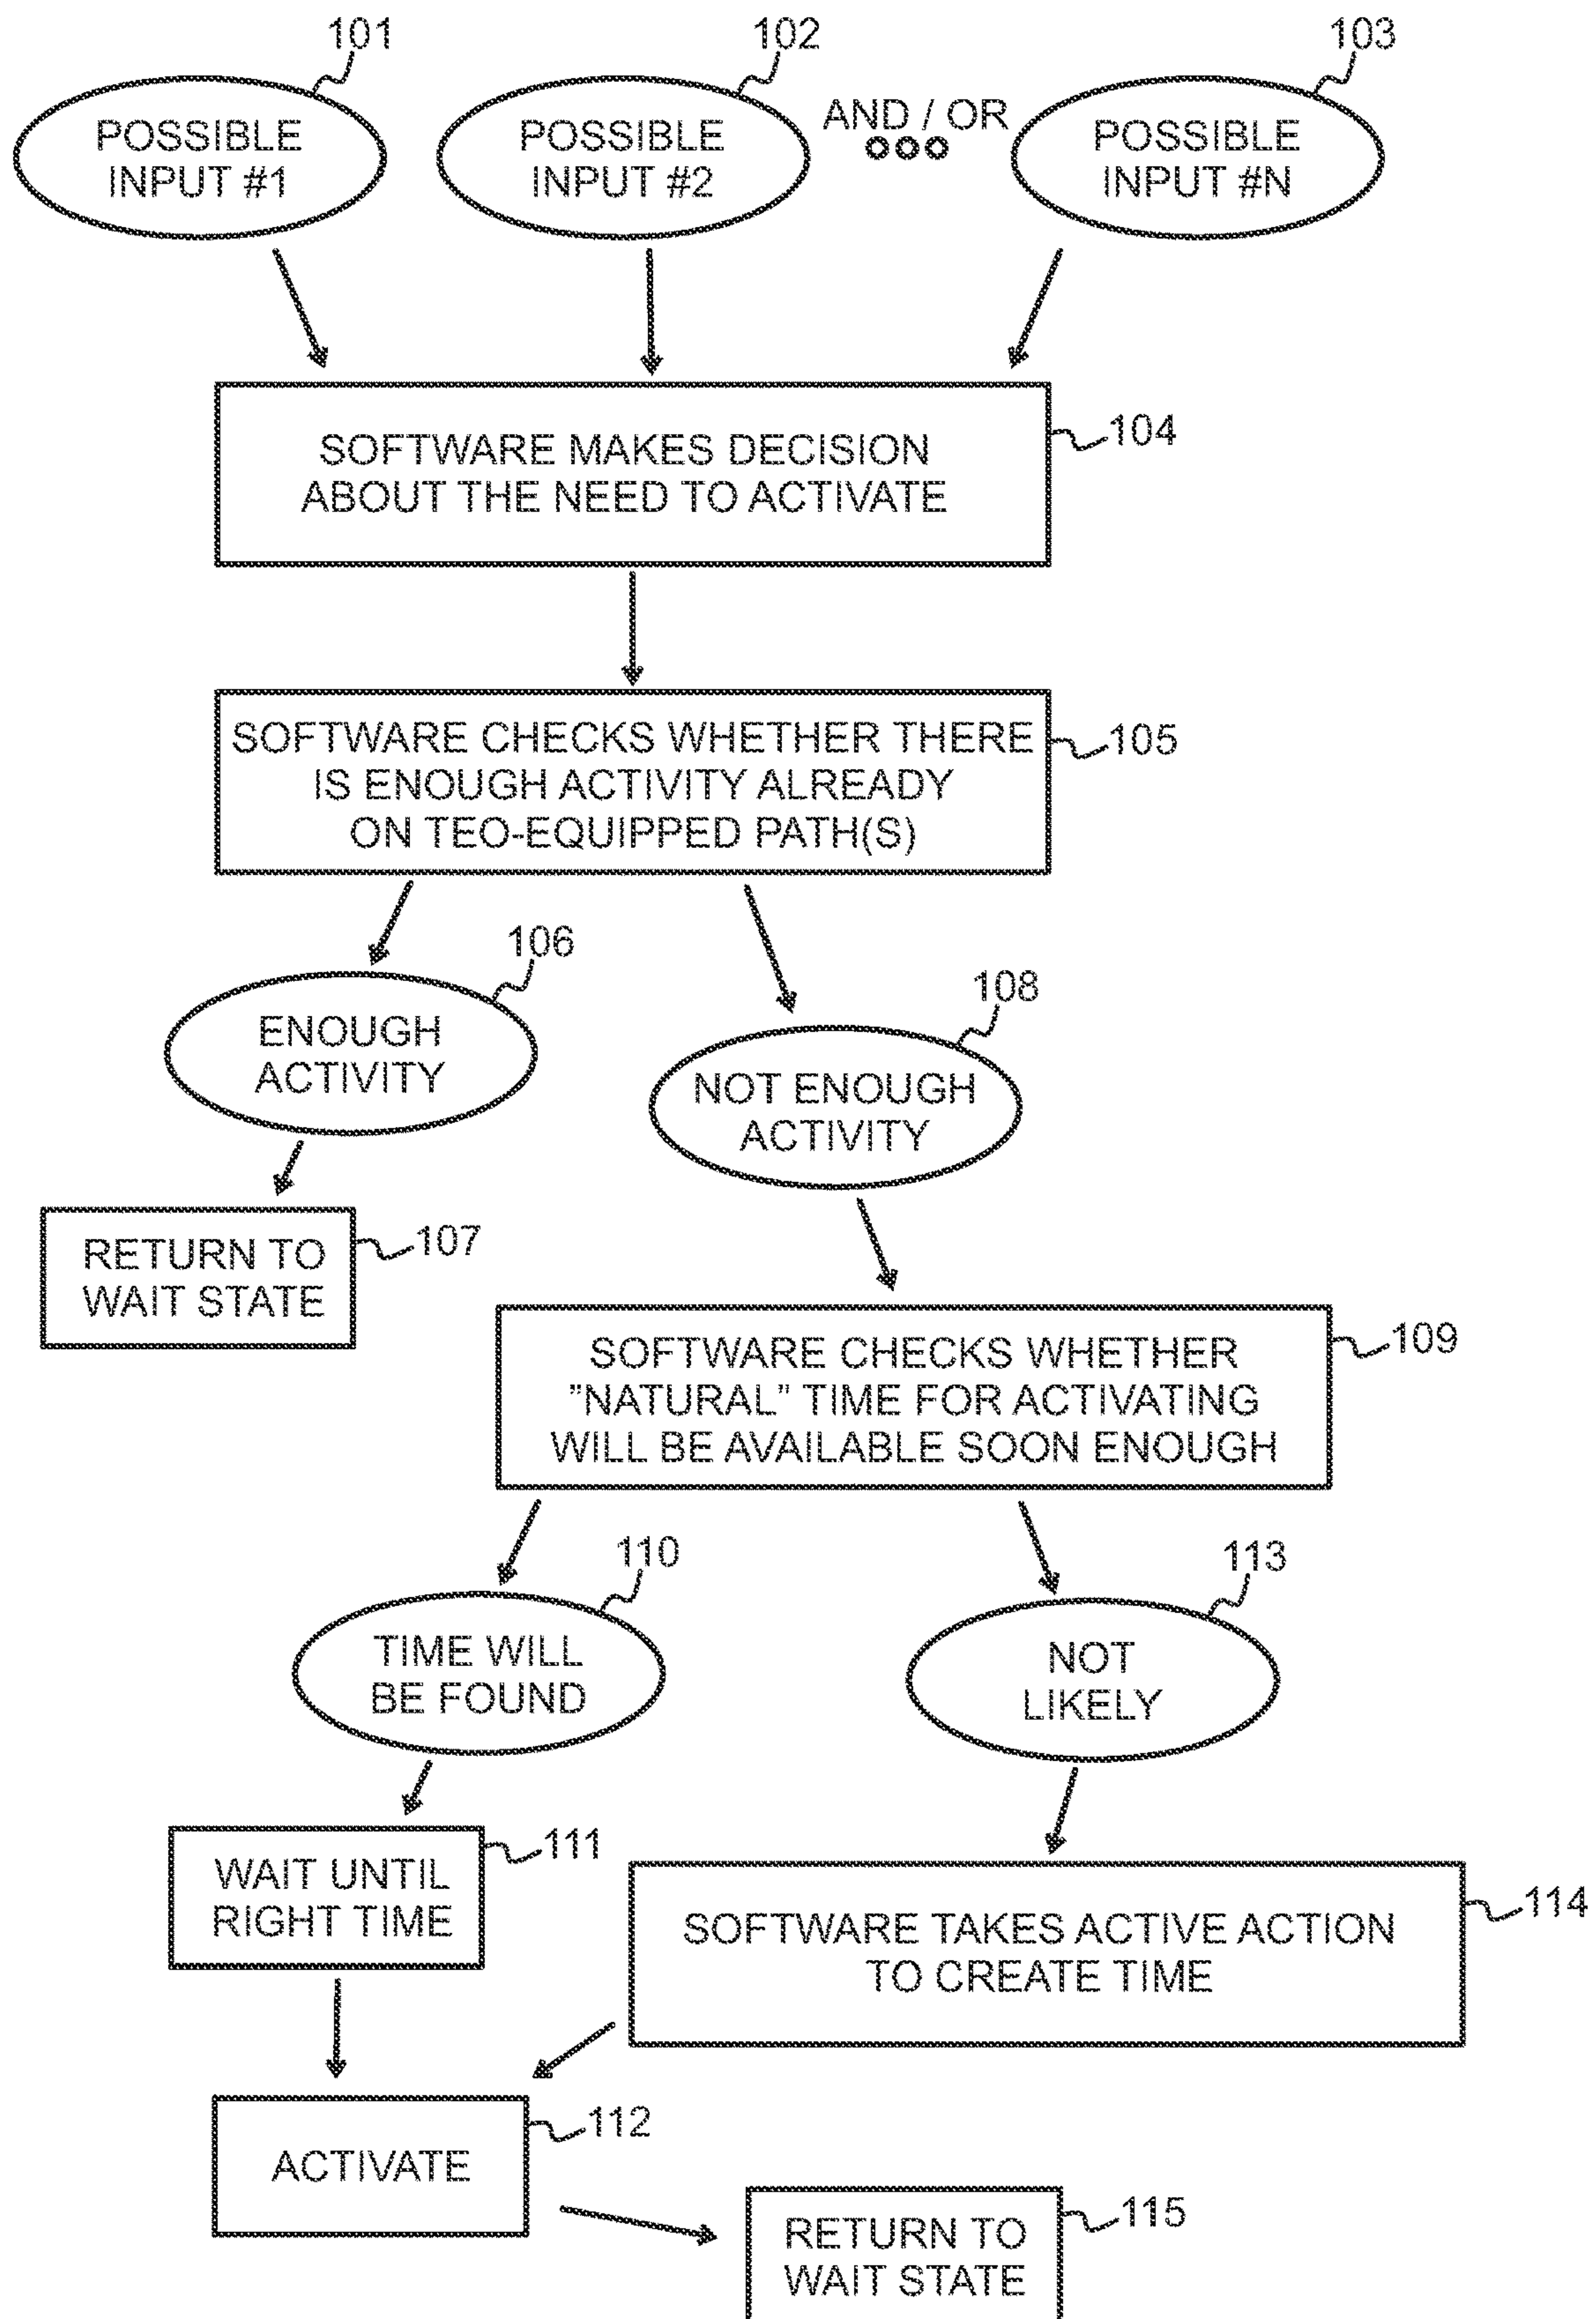 101
102
103
POSSIBLE
INPUT #1
POSSIBLE
INPUT #2
AND / OR
POSSIBLE
INPUT #N
SOFTWARE MAKES DECISION
ABOUT THE NEED TO ACTIVATE
104
SOFTWARE CHECKS WHETHER THERE
IS ENOUGH ACTIVITY ALREADY
ON TEO-EQUIPPED PATH(S)
105
106
ENOUGH
ACTIVITY
108
NOT ENOUGH
ACTIVITY
RETURN TO
WAIT STATE
107
SOFTWARE CHECKS WHETHER
"NATURAL" TIME FOR ACTIVATING
WILL BE AVAILABLE SOON ENOUGH
109
110
TIME WILL
BE FOUND
113
NOT
LIKELY
WAIT UNTIL
RIGHT TIME
111
SOFTWARE TAKES ACTIVE ACTION
TO CREATE TIME
114
ACTIVATE
112
RETURN TO
WAIT STATE
115